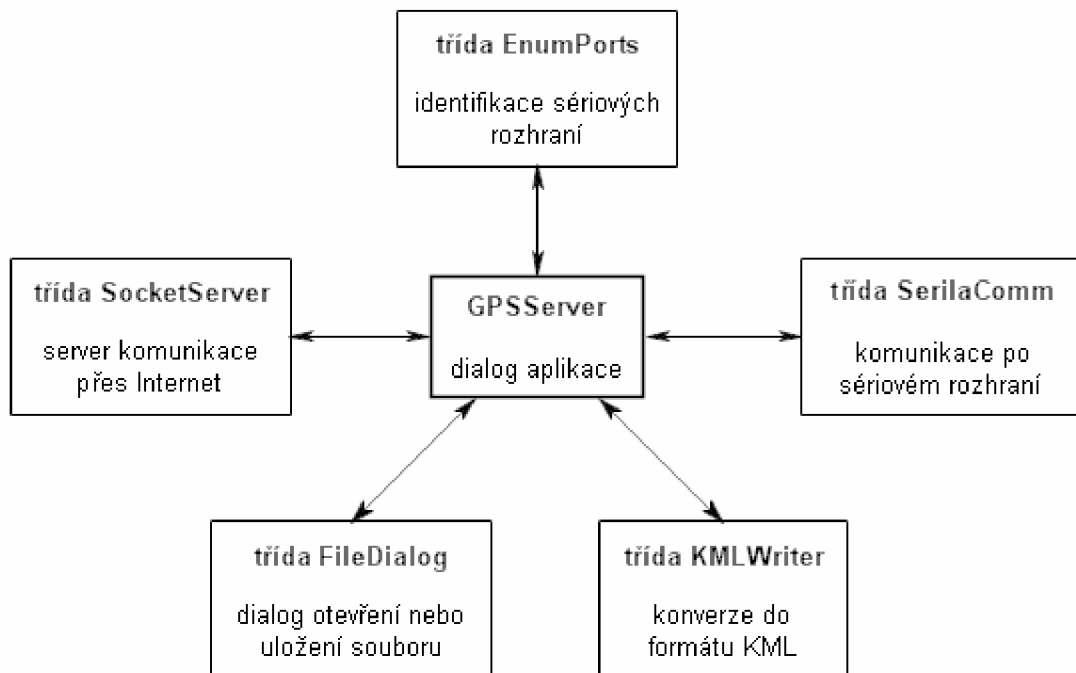 třída EnumPorts
identifikace sériových
rozhraní
třída SocketServer
server komunikace
přes Internet
GPSServer
dialog aplikace
třída SerilaComm
komunikace po
sériovém rozhraní
třída FileDialog
dialog otevření nebo
uložení souboru
třída KMLWriter
konverze do
formátu KML